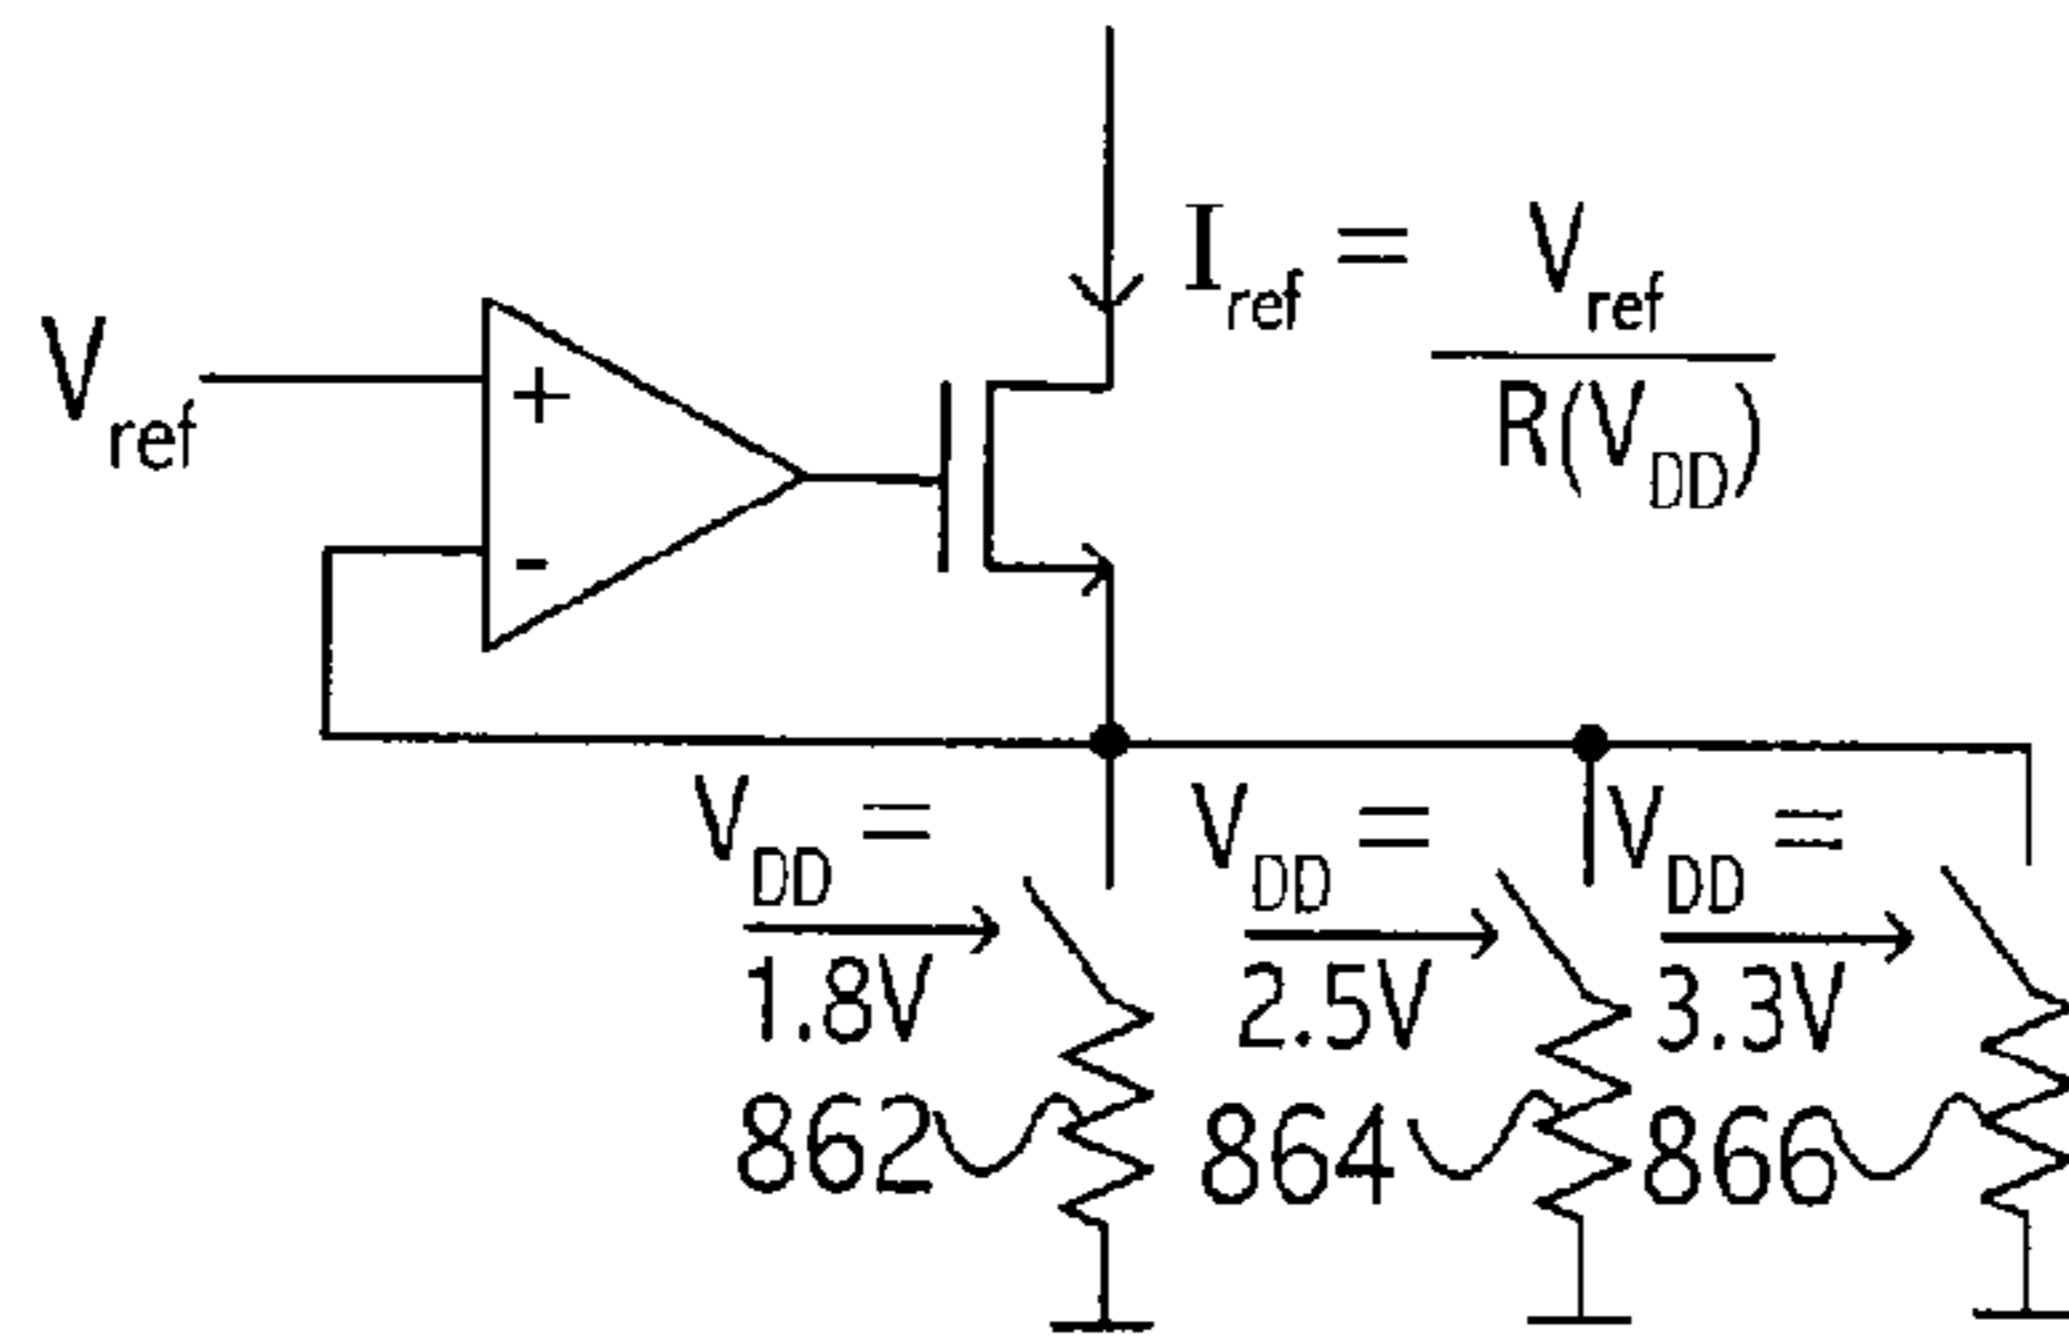 I_ref = V_ref / R(V_DD)
V_ref
+
-
V_DD = 1.8V
V_DD = 2.5V
V_DD = 3.3V
862
864
866